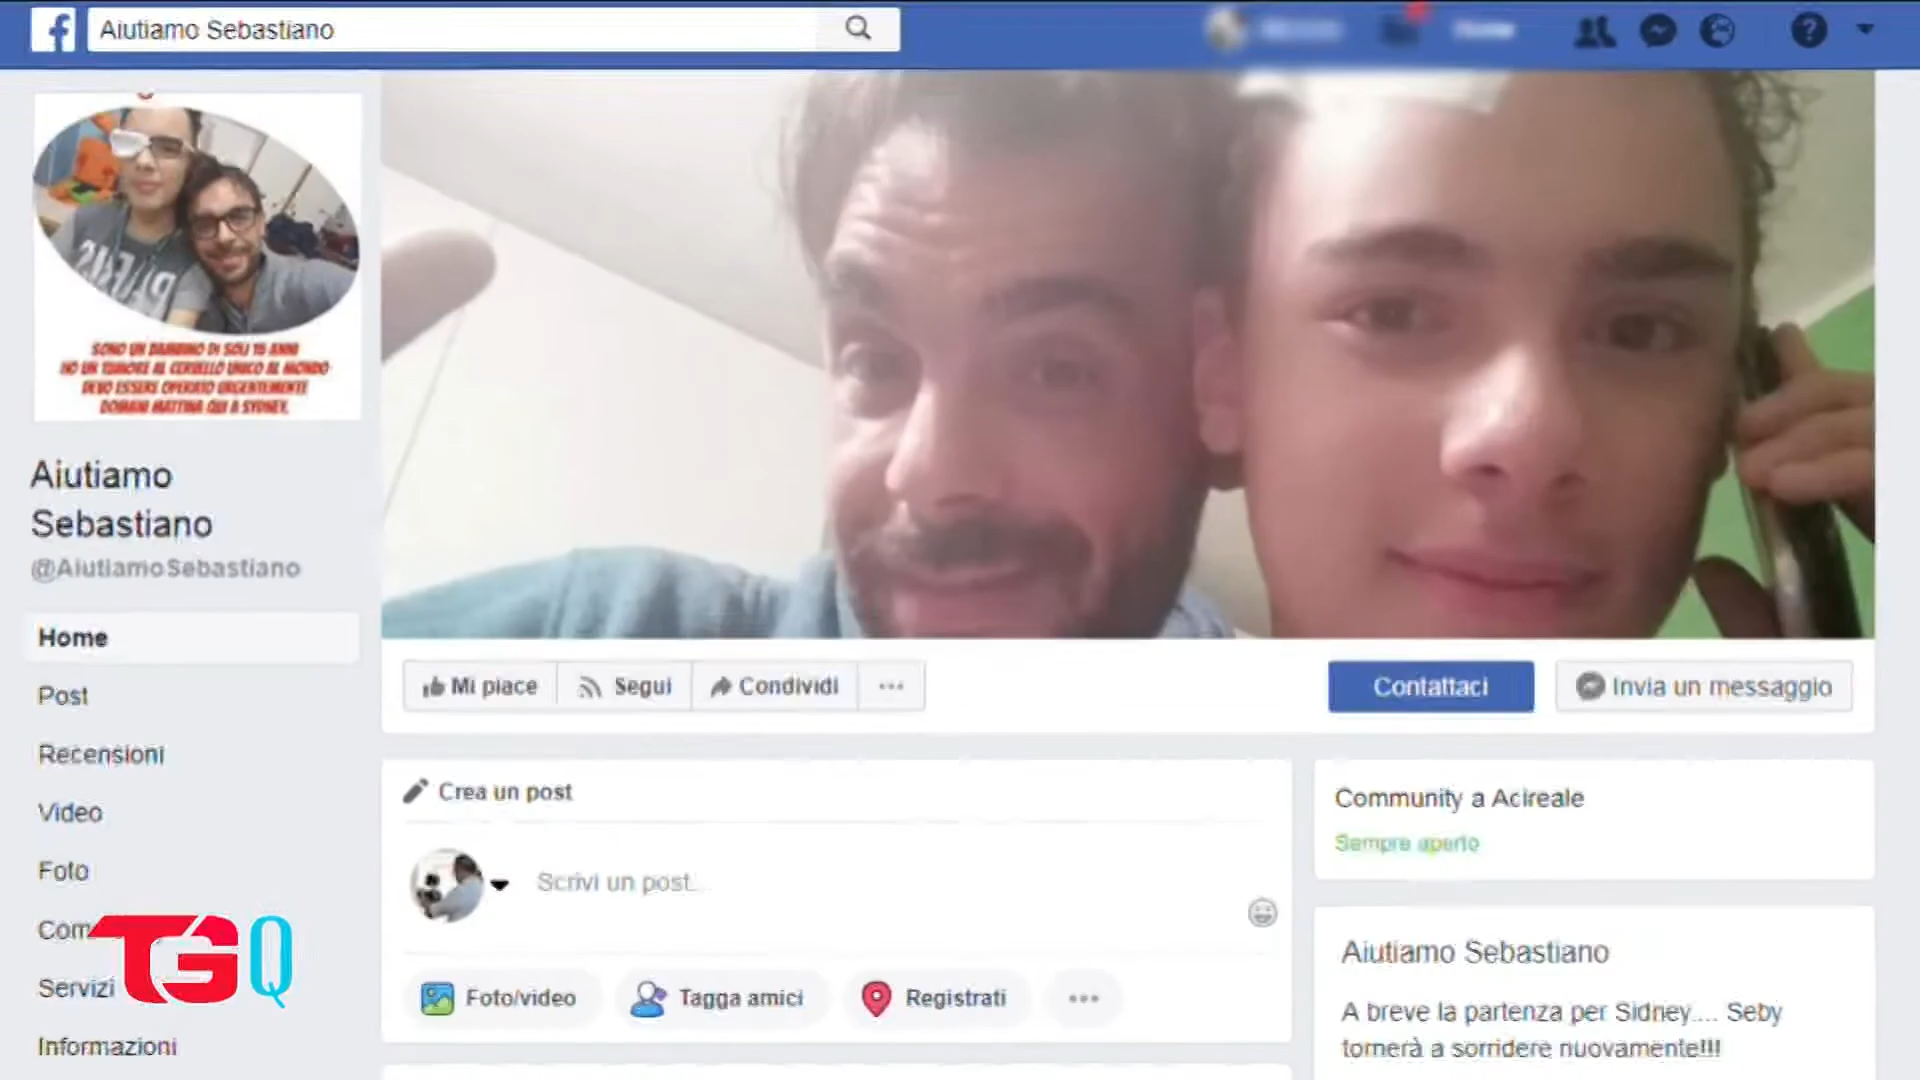 Aiutiamo Sebastiano
Home
SONO UN BAMBINO DI SOLI 15 ANNI
HO UN TUMORE AL CERVELLO UNICO AL MONDO
DEVO ESSERE OPERATO URGENTEMENTE
DOMANI MATTINA QUI A SYDNEY.
Aiutiamo
Sebastiano
@AiutiamoSebastiano
Home
Post
Recensioni
Video
Foto
Com
Servizi
Informazioni
TGQ
Mi piace
Segui
Condividi
Contattaci
Invia un messaggio
Crea un post
Scrivi un post...
Foto/video
Tagga amici
Registrati
Community a Acireale
Sempre aperto
Aiutiamo Sebastiano
A breve la partenza per Sidney.... Seby
tornerà a sorridere nuovamente!!!